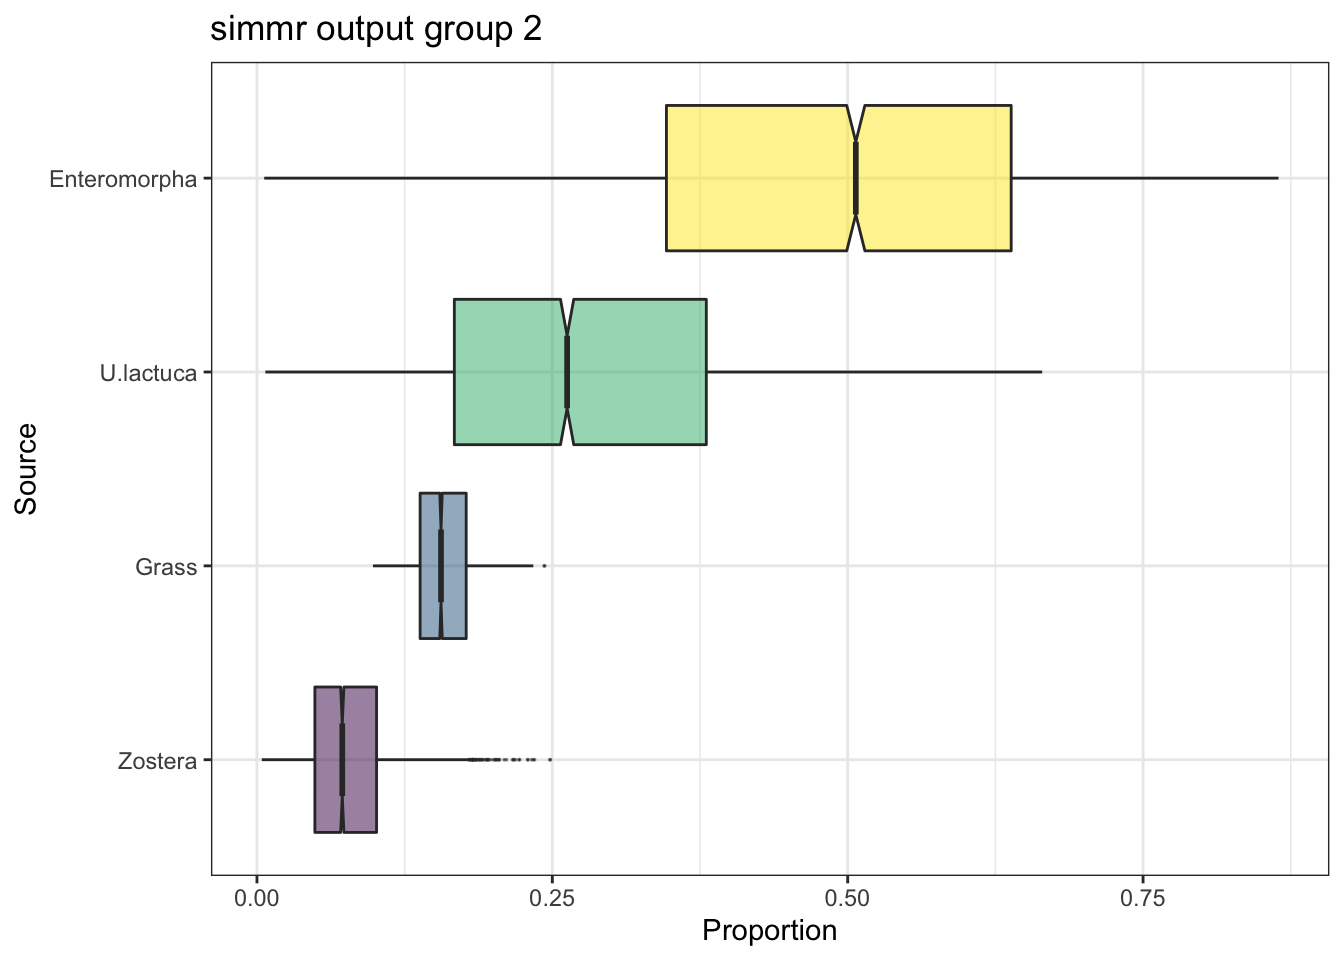 simmr output group 2
Enteromorpha
U.lactuca
Grass
Zostera
Source
0.00 0.25 0.50 0.75
Proportion